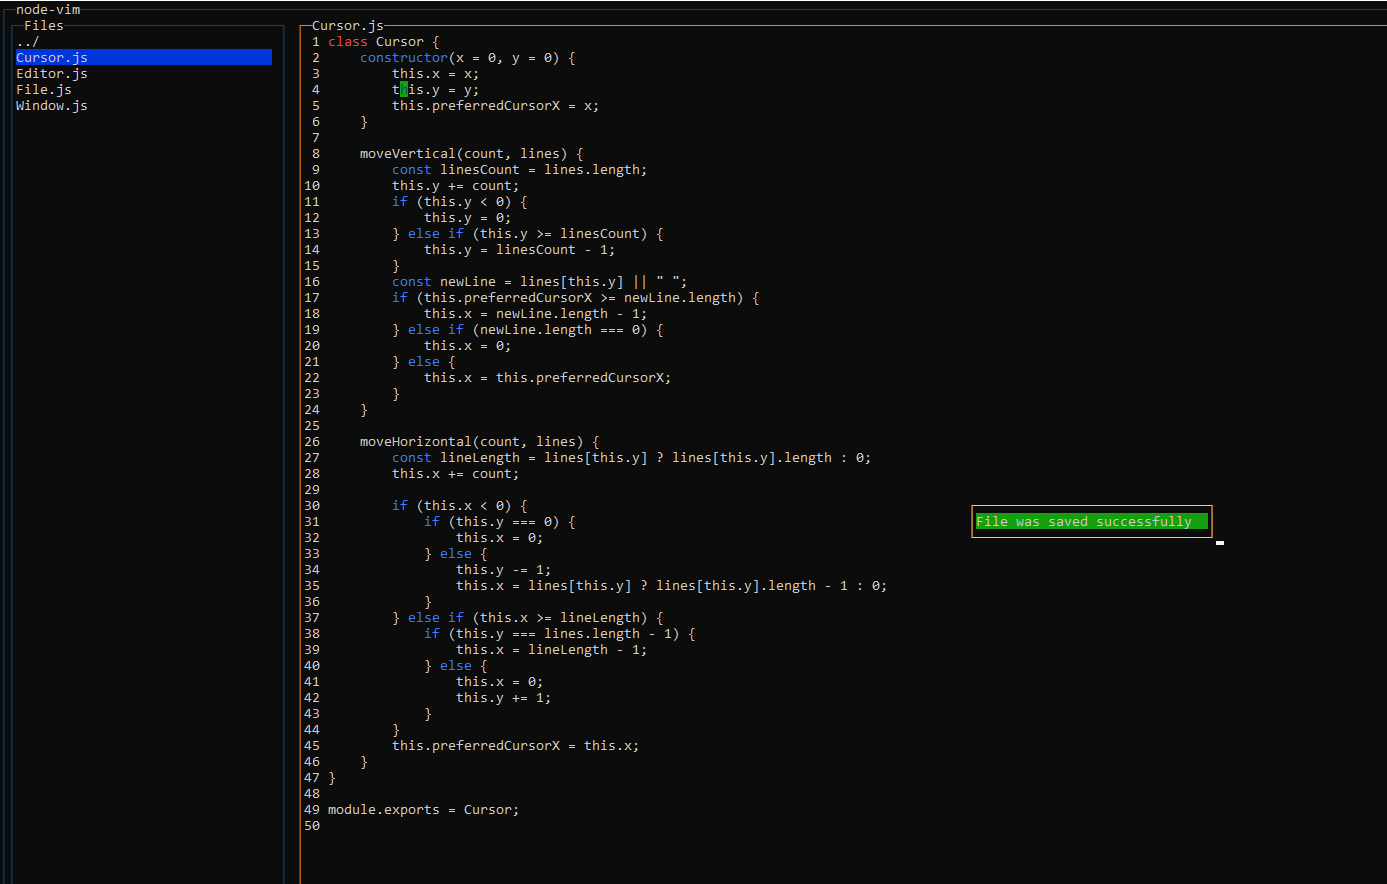 node-vim
Files
../
Cursor.js
Editor.js
File.js
Window.js
Cursor.js
1 class Cursor {
2     constructor(x = 0, y = 0) {
3         this.x = x;
4         this.y = y;
5         this.preferredCursorX = x;
6     }
7
8     moveVertical(count, lines) {
9         const linesCount = lines.length;
10         this.y += count;
11         if (this.y < 0) {
12             this.y = 0;
13         } else if (this.y >= linesCount) {
14             this.y = linesCount - 1;
15         }
16         const newLine = lines[this.y] || " ";
17         if (this.preferredCursorX >= newLine.length) {
18             this.x = newLine.length - 1;
19         } else if (newLine.length === 0) {
20             this.x = 0;
21         } else {
22             this.x = this.preferredCursorX;
23         }
24     }
25
26     moveHorizontal(count, lines) {
27         const lineLength = lines[this.y] ? lines[this.y].length : 0;
28         this.x += count;
29
30         if (this.x < 0) {
31             if (this.y === 0) {
32                 this.x = 0;
33             } else {
34                 this.y -= 1;
35                 this.x = lines[this.y] ? lines[this.y].length - 1 : 0;
36             }
37         } else if (this.x >= lineLength) {
38             if (this.y === lines.length - 1) {
39                 this.x = lineLength - 1;
40             } else {
41                 this.x = 0;
42                 this.y += 1;
43             }
44         }
45         this.preferredCursorX = this.x;
46     }
47 }
48
49 module.exports = Cursor;
50
File was saved successfully